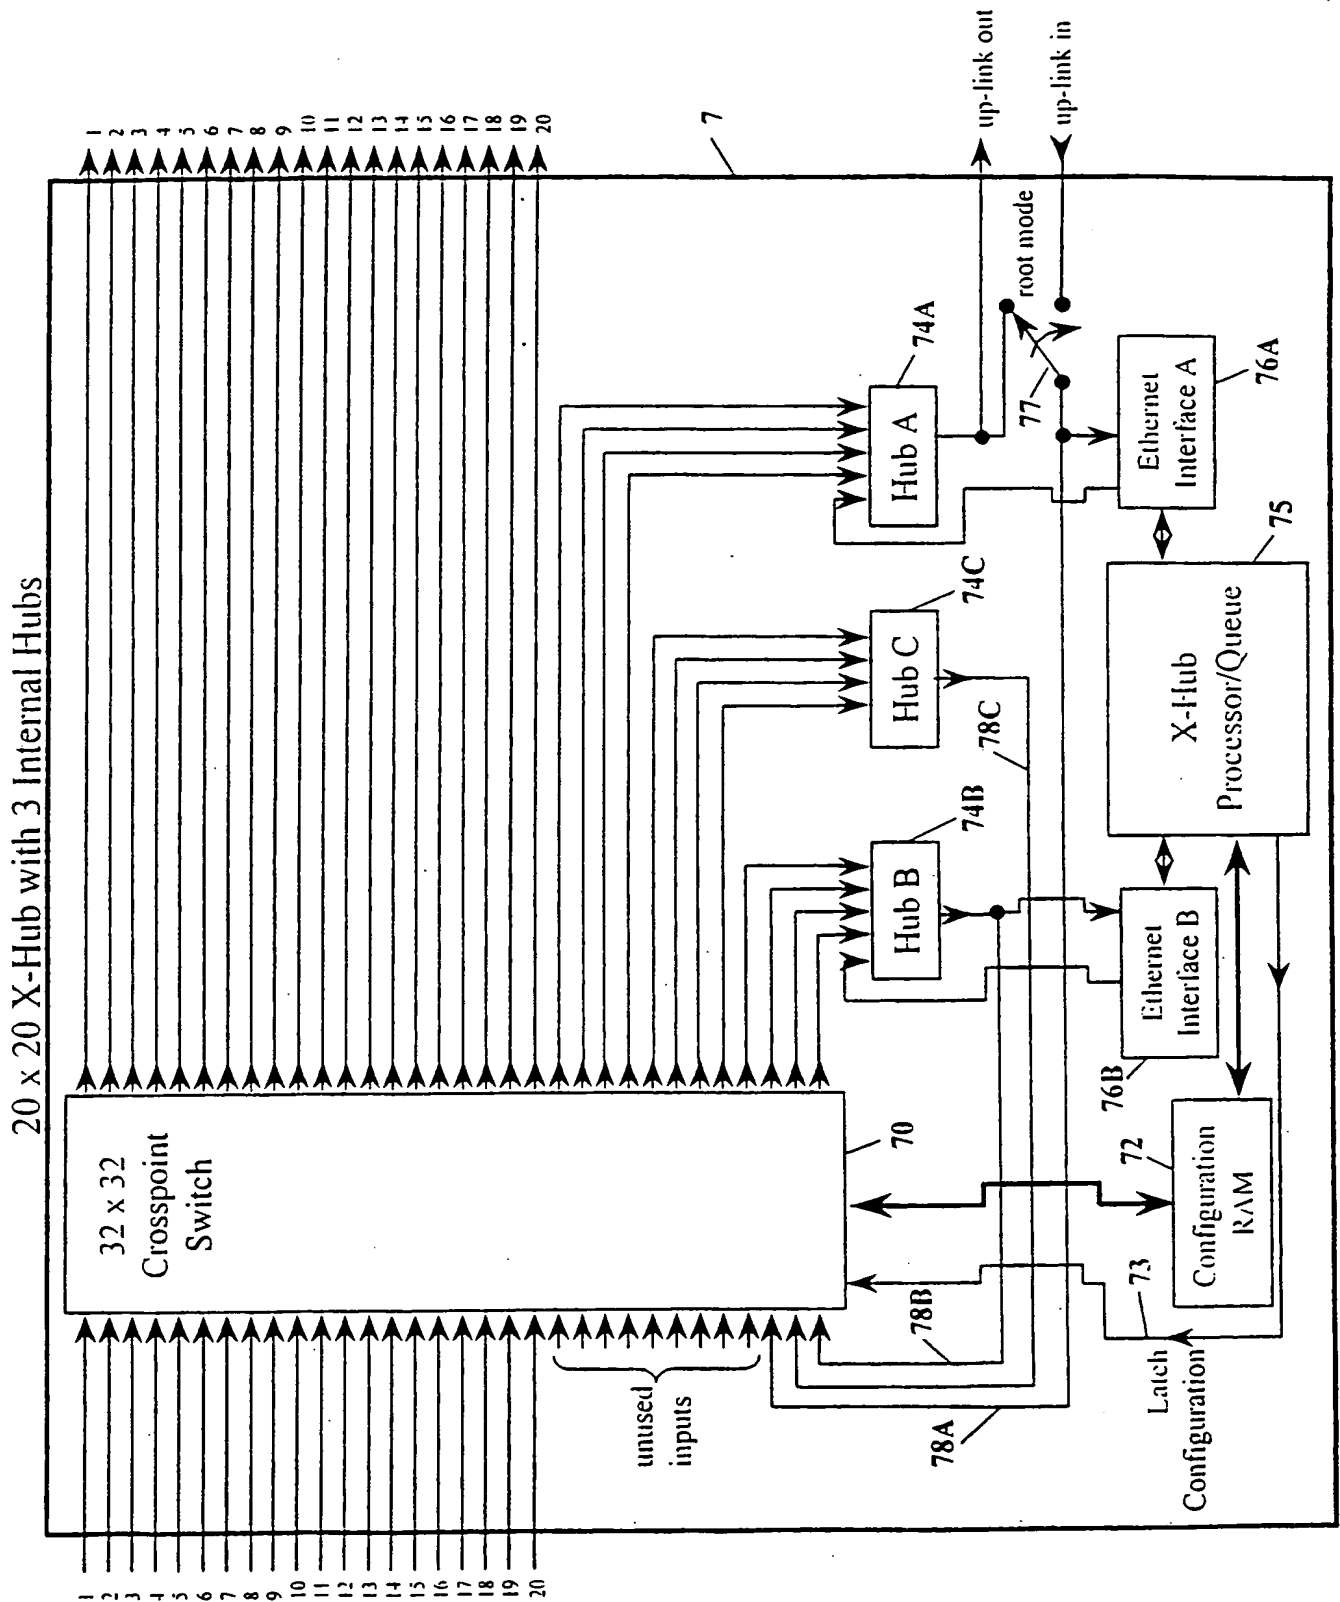 20 x 20 X-Hub with 3 Internal Hubs
1
2
3
4
5
6
7
8
9
10
11
12
13
14
15
16
17
18
19
20
32 x 32
Crosspoint
Switch
70
unused
inputs
1
2
3
4
5
6
7
8
9
10
11
12
13
14
15
16
17
18
19
20
7
Hub B
74B
Hub C
74C
Hub A
74A
up-link out
up-link in
root mode
77
78A
78B
78C
Latch
Configuration
73
72
Configuration
RAM
76B
Ethernet
Interface B
X-Hub
Processor/Queue
75
Ethernet
Interface A
76A